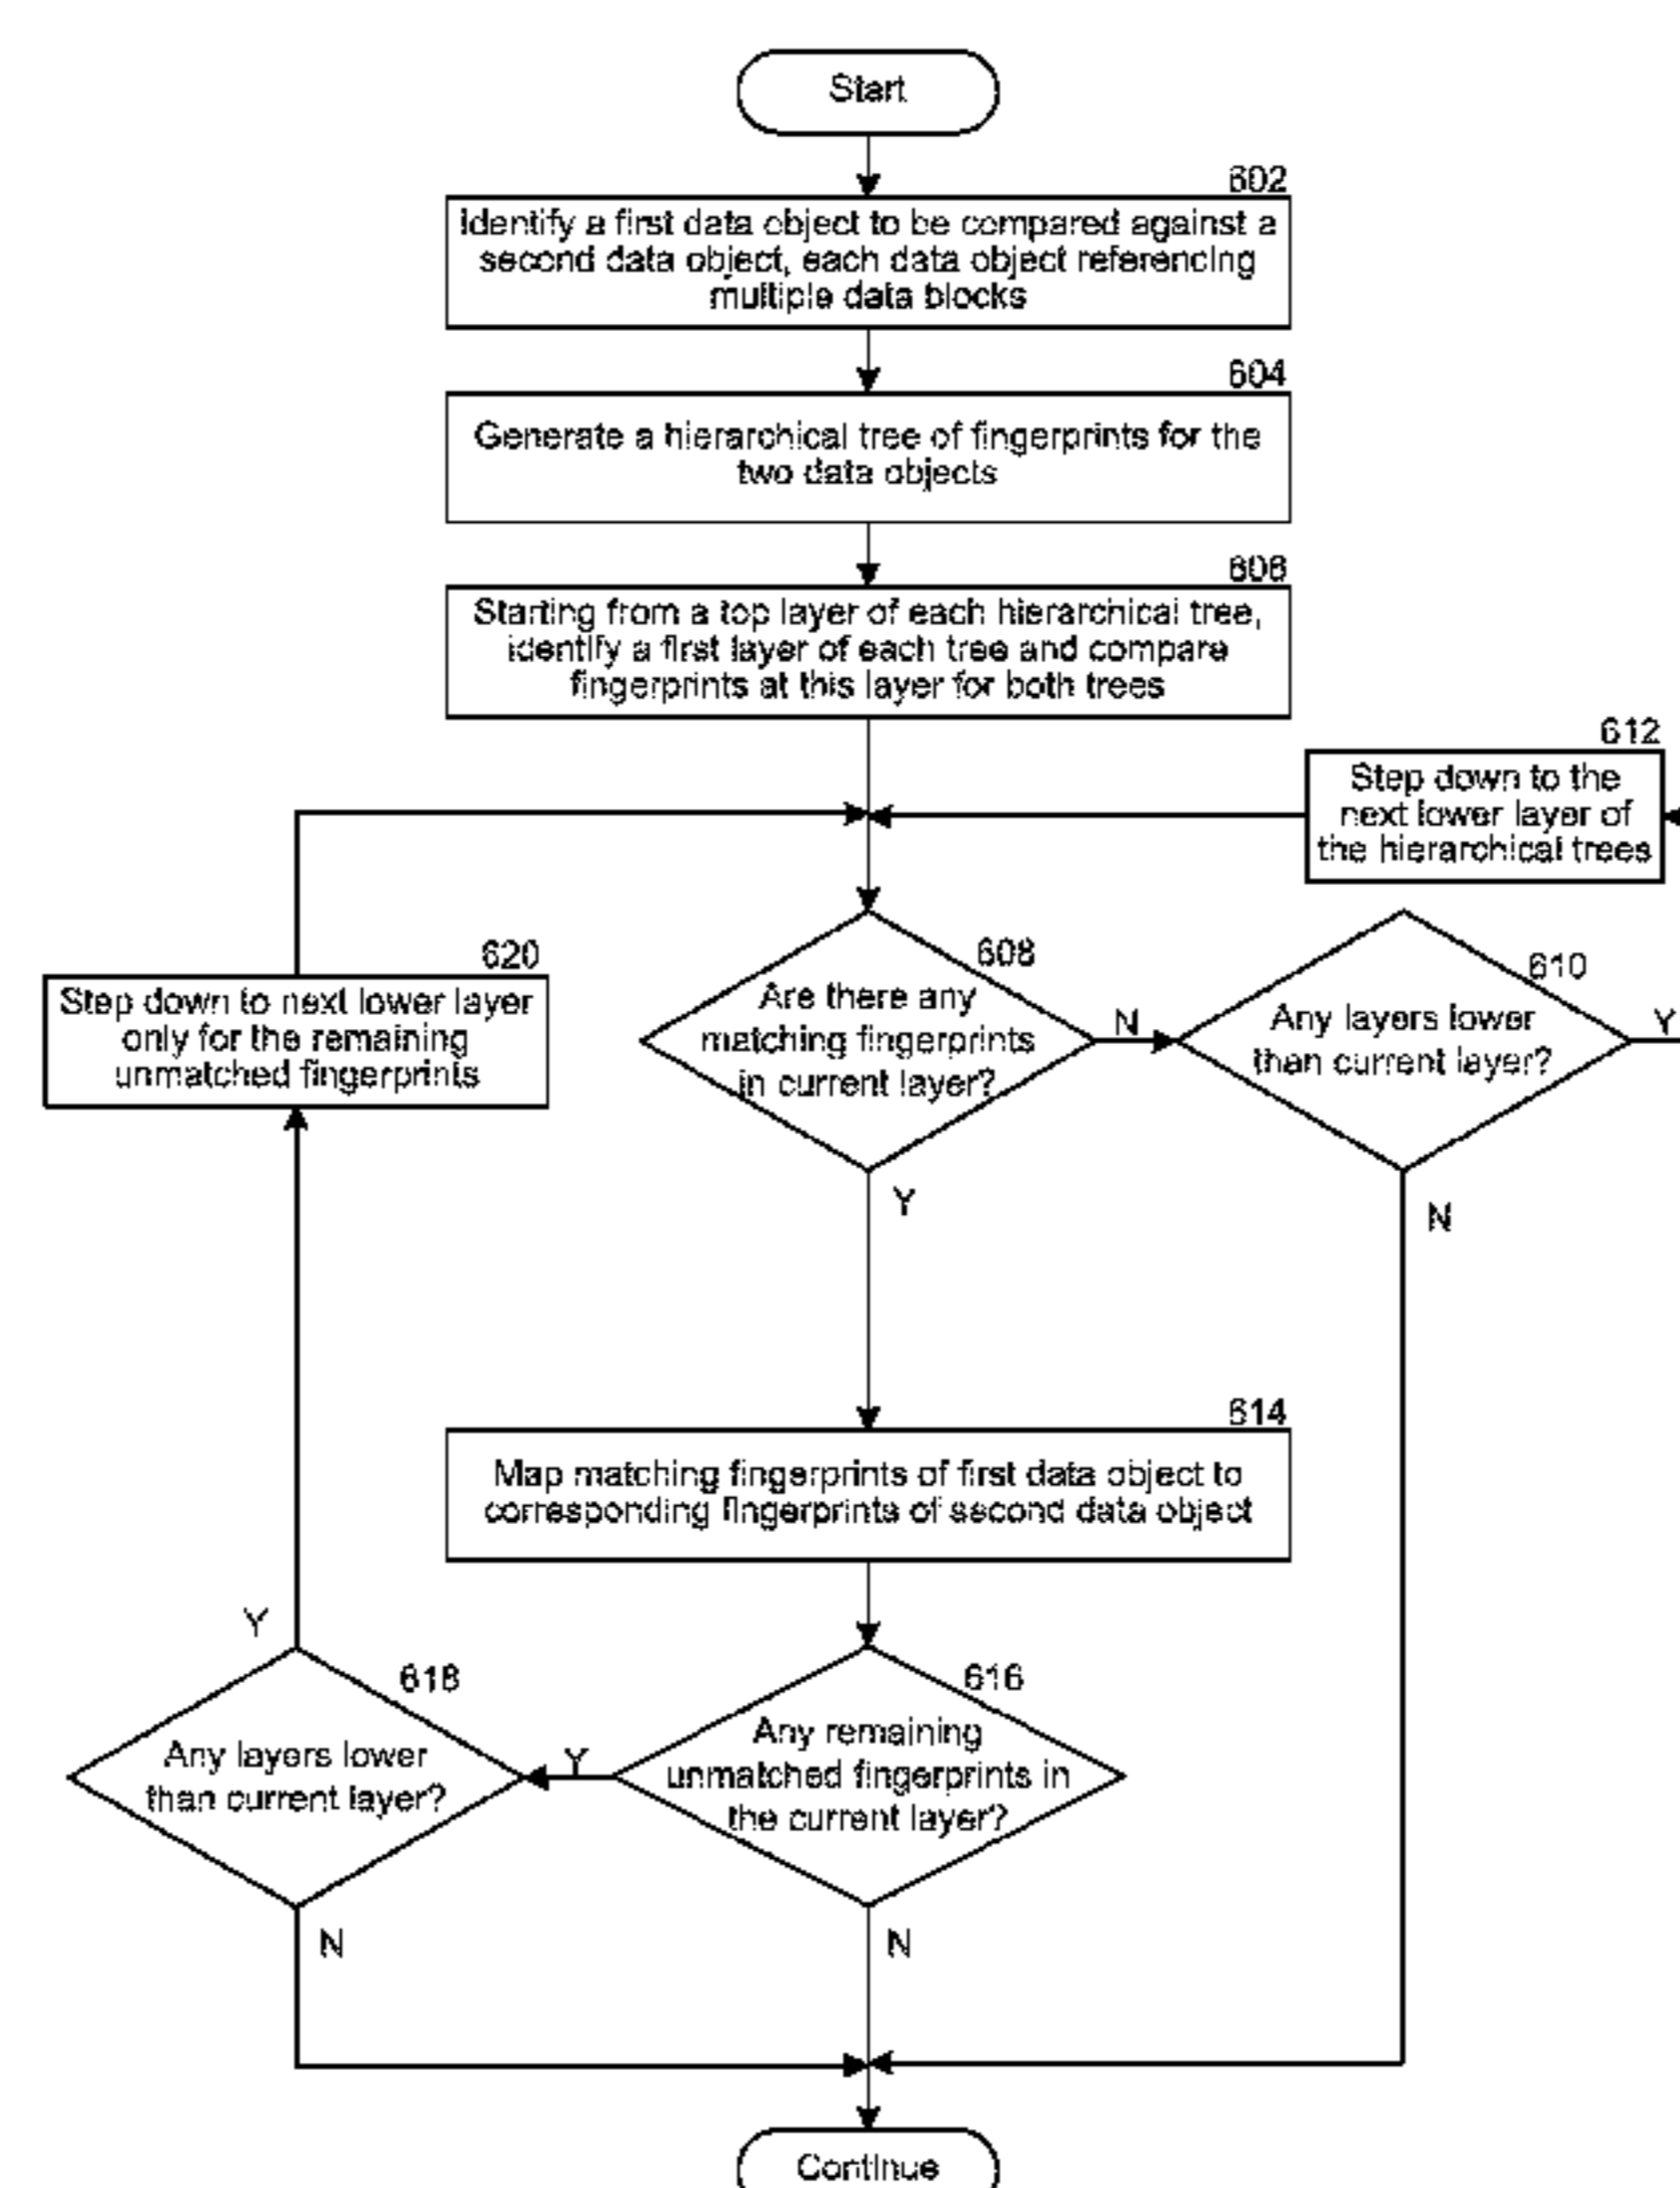 Start
602
Identify a first data object to be compared against a
second data object, each data object referencing
multiple data blocks
604
Generate a hierarchical tree of fingerprints for the
two data objects
606
Starting from a top layer of each hierarchical tree,
identify a first layer of each tree and compare
fingerprints at this layer for both trees
612
Step down to the
next lower layer of
the hierarchical trees
620
Step down to next lower layer
only for the remaining
unmatched fingerprints
608
Are there any
matching fingerprints
in current layer?
N
610
Any layers lower
than current layer?
Y
Y
N
614
Map matching fingerprints of first data object to
corresponding fingerprints of second data object
Y
618
Any layers lower
than current layer?
Y
616
Any remaining
unmatched fingerprints in
the current layer?
N
N
Continue